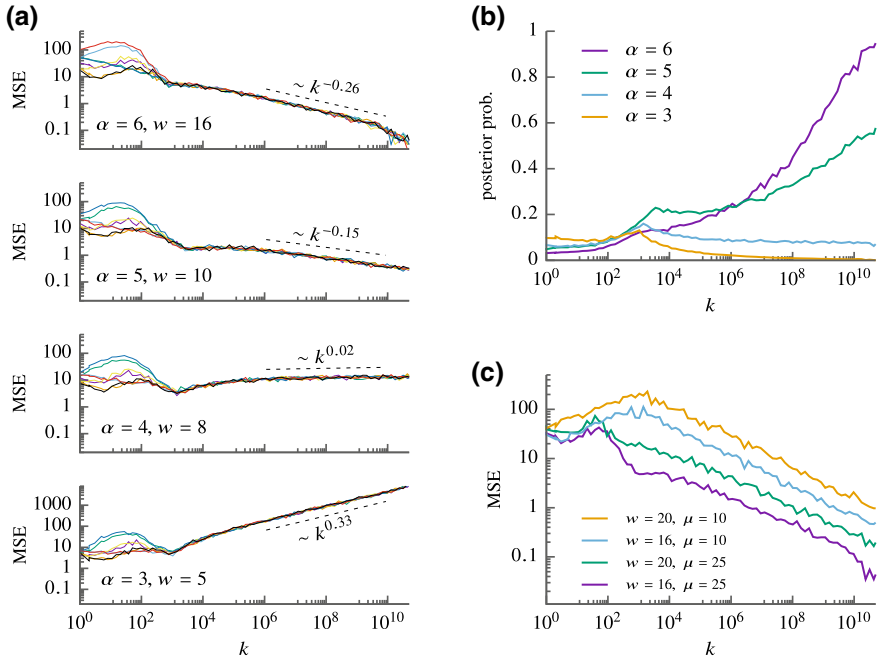 (a)
MSE
100
10
1
0.1
~ k^−0.26
α = 6, w = 16
MSE
100
10
1
0.1
~ k^−0.15
α = 5, w = 10
MSE
100
10
1
0.1
~ k^0.02
α = 4, w = 8
MSE
1000
100
10
1
~ k^0.33
α = 3, w = 5
10^0 10^2 10^4 10^6 10^8 10^10
k
(b)
posterior prob.
1
0.8
0.6
0.4
0.2
0
α = 6
α = 5
α = 4
α = 3
10^0 10^2 10^4 10^6 10^8 10^10
k
(c)
MSE
100
10
1
0.1
w = 20, μ = 10
w = 16, μ = 10
w = 20, μ = 25
w = 16, μ = 25
10^0 10^2 10^4 10^6 10^8 10^10
k